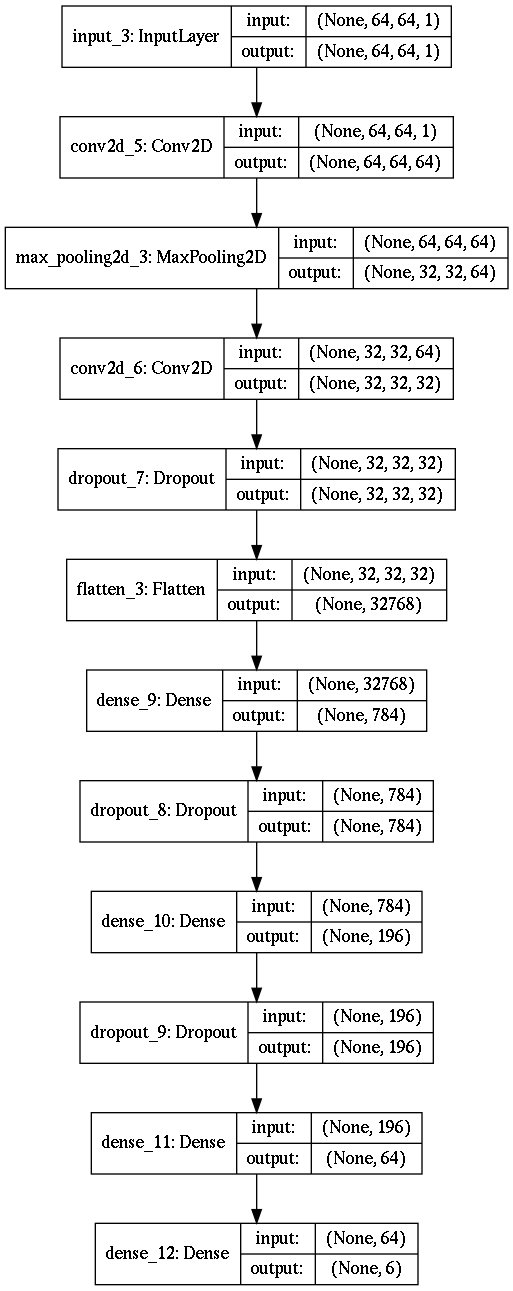 input_3: InputLayer
input: (None, 64, 64, 1)
output: (None, 64, 64, 1)
conv2d_5: Conv2D
input: (None, 64, 64, 1)
output: (None, 64, 64, 64)
max_pooling2d_3: MaxPooling2D
input: (None, 64, 64, 64)
output: (None, 32, 32, 64)
conv2d_6: Conv2D
input: (None, 32, 32, 64)
output: (None, 32, 32, 32)
dropout_7: Dropout
input: (None, 32, 32, 32)
output: (None, 32, 32, 32)
flatten_3: Flatten
input: (None, 32, 32, 32)
output: (None, 32768)
dense_9: Dense
input: (None, 32768)
output: (None, 784)
dropout_8: Dropout
input: (None, 784)
output: (None, 784)
dense_10: Dense
input: (None, 784)
output: (None, 196)
dropout_9: Dropout
input: (None, 196)
output: (None, 196)
dense_11: Dense
input: (None, 196)
output: (None, 64)
dense_12: Dense
input: (None, 64)
output: (None, 6)